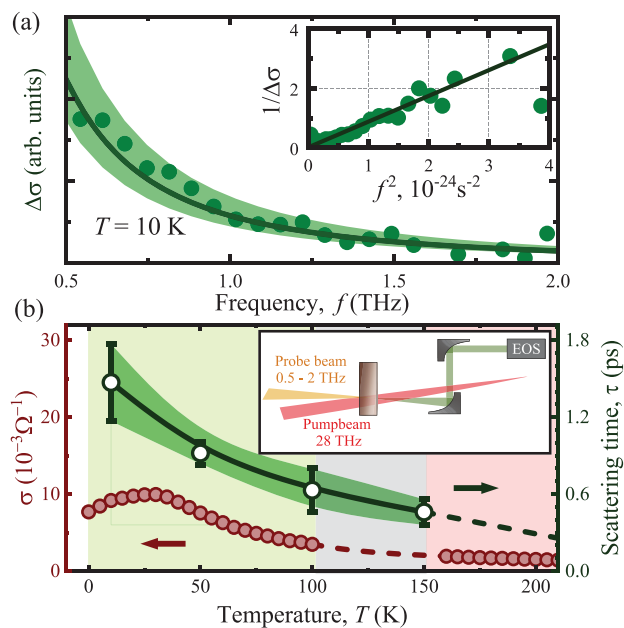 (a)
Δσ (arb. units)
T = 10 K
0.5
1.0
1.5
2.0
Frequency, f (THz)
1/Δσ
4
2
0
0
1
2
3
4
f², 10⁻²⁴s⁻²
(b)
σ (10⁻³Ω⁻¹)
30
20
10
0
Probe beam
0.5 - 2 THz
Pumpbeam
28 THz
EOS
1.8
1.2
0.6
0.0
Scattering time, τ (ps)
0
50
100
150
200
Temperature, T (K)